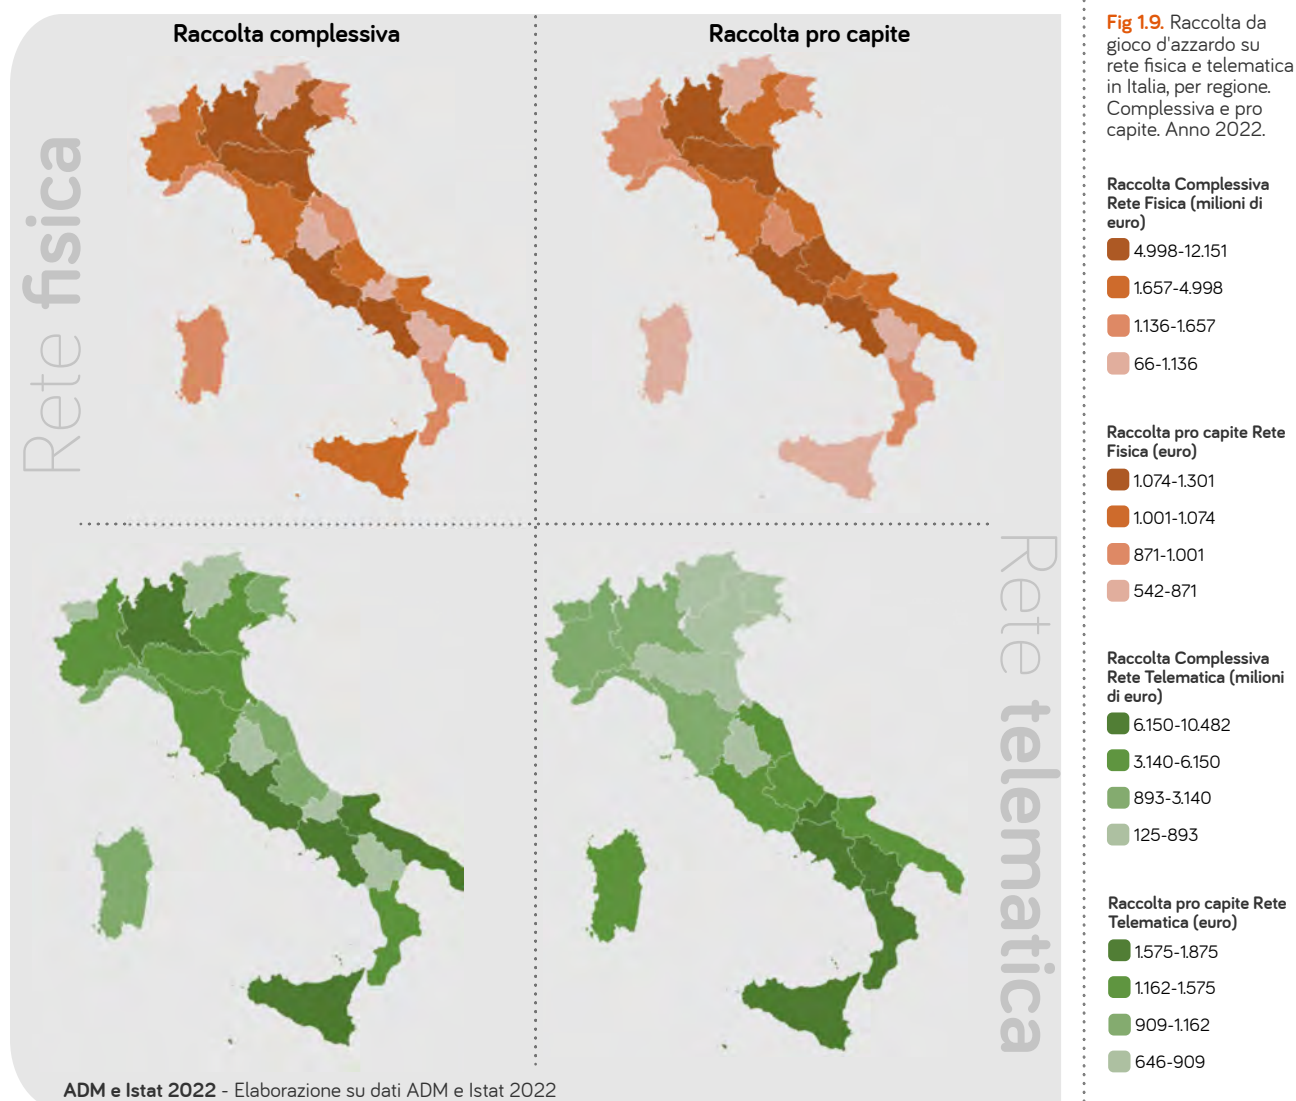 Raccolta complessiva
Raccolta pro capite
Rete fisica
Rete telematica
ADM e Istat 2022 - Elaborazione su dati ADM e Istat 2022
Fig 1.9. Raccolta da
gioco d'azzardo su
rete fisica e telematica
in Italia, per regione.
Complessiva e pro
capite. Anno 2022.
Raccolta Complessiva
Rete Fisica (milioni di
euro)
4.998-12.151
1.657-4.998
1.136-1.657
66-1.136
Raccolta pro capite Rete
Fisica (euro)
1.074-1.301
1.001-1.074
871-1.001
542-871
Raccolta Complessiva
Rete Telematica (milioni
di euro)
6.150-10.482
3.140-6.150
893-3.140
125-893
Raccolta pro capite Rete
Telematica (euro)
1.575-1.875
1.162-1.575
909-1.162
646-909